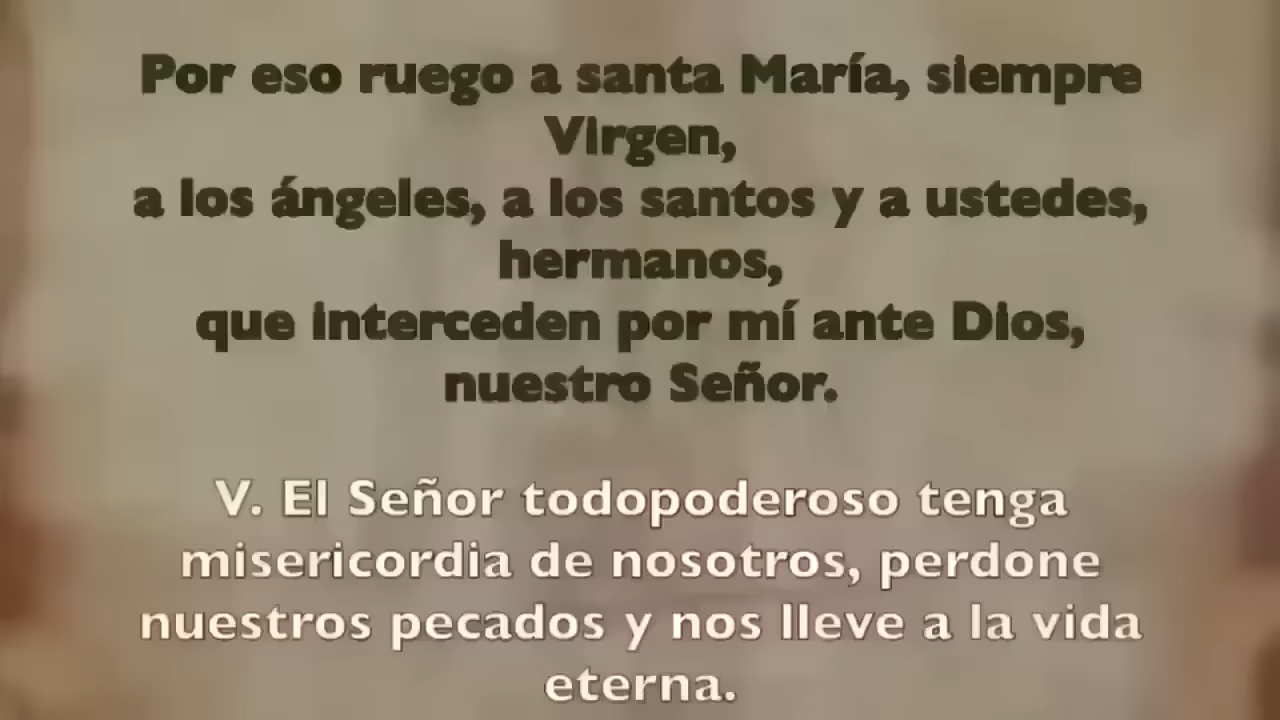 Por eso ruego a santa María, siempre
Virgen,
a los ángeles, a los santos y a ustedes,
hermanos,
que interceden por mí ante Dios,
nuestro Señor.
V. El Señor todopoderoso tenga
misericordia de nosotros, perdone
nuestros pecados y nos lleve a la vida
eterna.